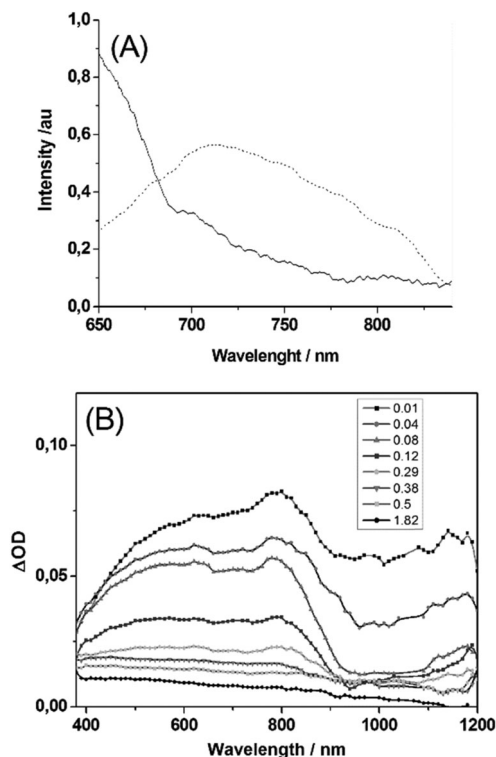 (A)
1,0
0,8
0,6
0,4
0,2
0,0
Intensity /au
650 700 750 800
Wavelenght / nm
(B)
0.01
0.04
0.08
0.12
0.29
0.38
0.5
1.82
0,10
0,05
0,00
ΔOD
400 600 800 1000 1200
Wavelength / nm